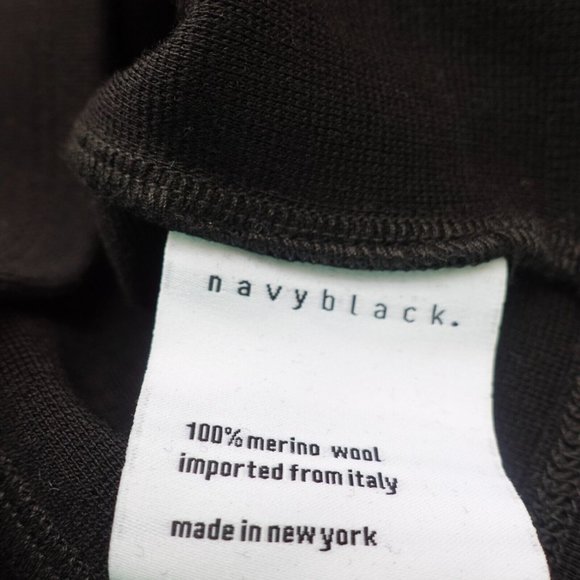 navyblack.
100% merino wool
imported from italy
made in new york